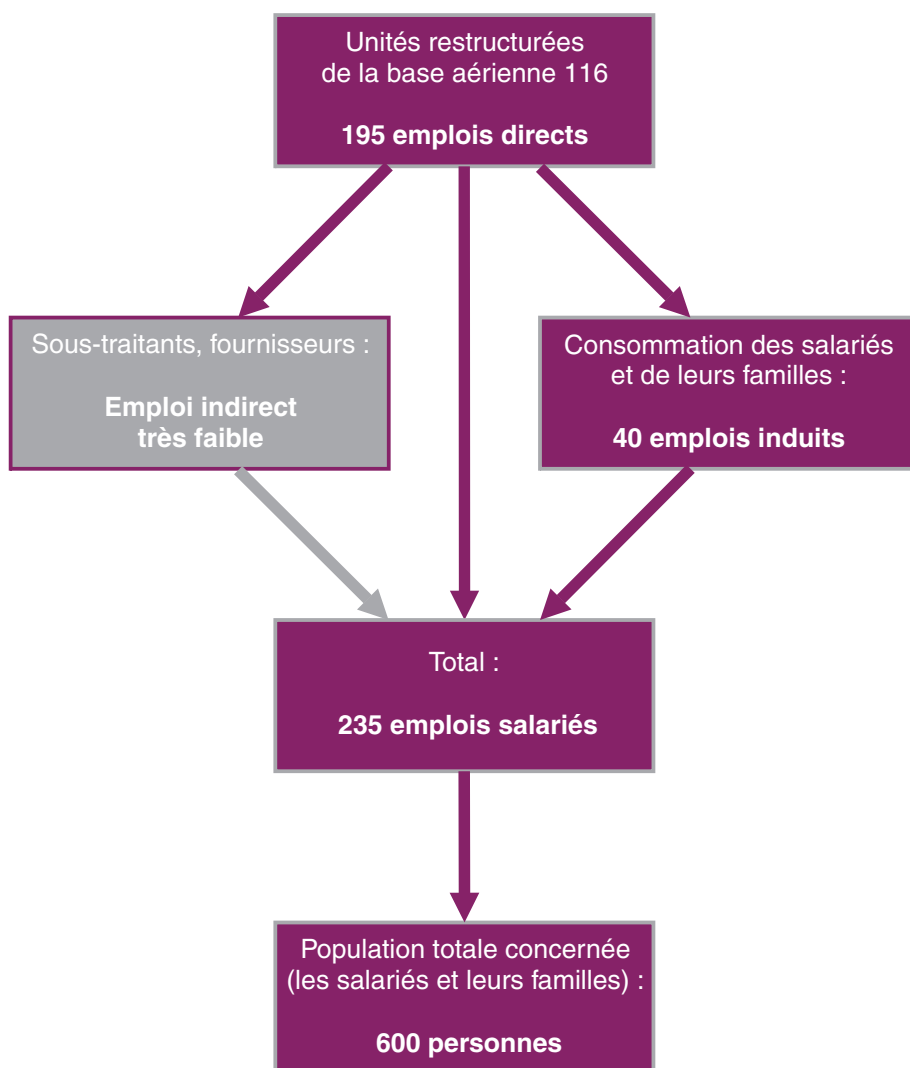 Unités restructurées
de la base aérienne 116
195 emplois directs
Sous-traitants, fournisseurs :
Emploi indirect
très faible
Consommation des salariés
et de leurs familles :
40 emplois induits
Total :
235 emplois salariés
Population totale concernée
(les salariés et leurs familles) :
600 personnes